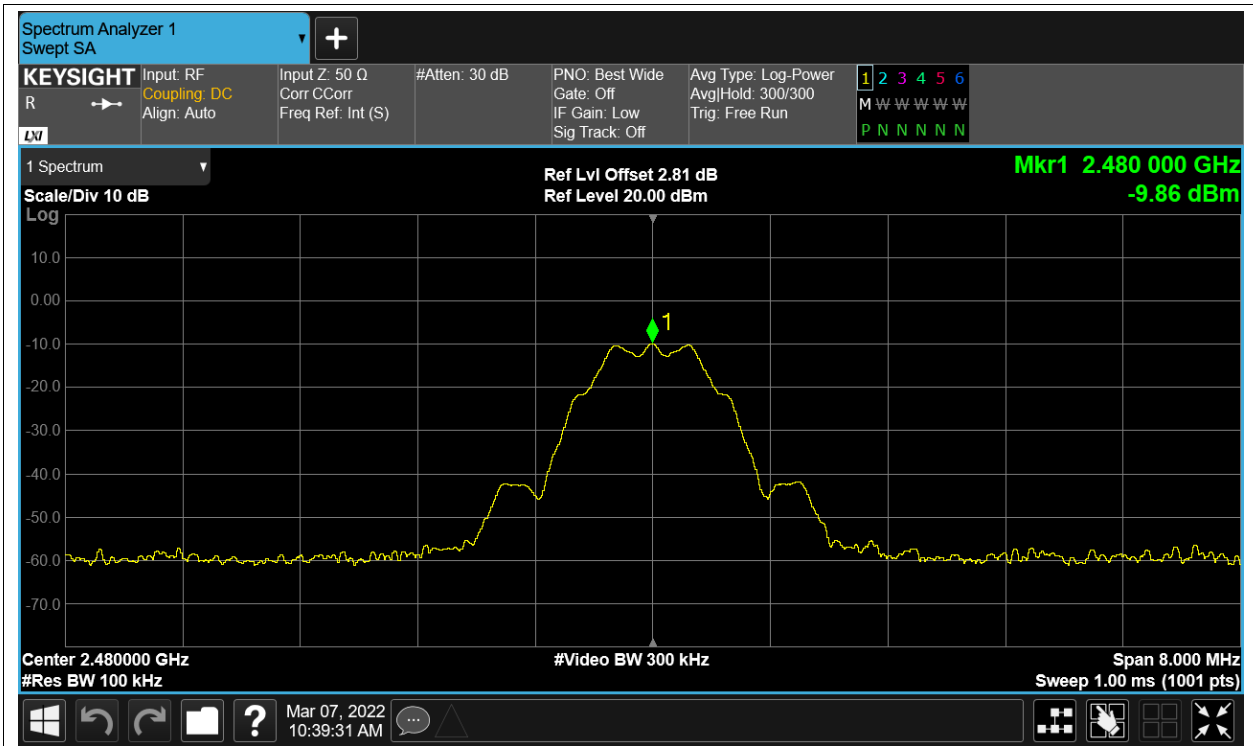 Spectrum Analyzer 1
Swept SA
KEYSIGHT
R
LXI
Input: RF
Coupling: DC
Align: Auto
Input Z: 50 Ω
Corr CCorr
Freq Ref: Int (S)
#Atten: 30 dB
PNO: Best Wide
Gate: Off
IF Gain: Low
Sig Track: Off
Avg Type: Log-Power
Avg|Hold: 300/300
Trig: Free Run
1 2 3 4 5 6
M W W W W W
P N N N N N
1 Spectrum
Scale/Div 10 dB
Ref Lvl Offset 2.81 dB
Ref Level 20.00 dBm
Mkr1 2.480 000 GHz
-9.86 dBm
Log
10.0
0.00
1
-10.0
-20.0
-30.0
-40.0
-50.0
-60.0
-70.0
Center 2.480000 GHz
#Video BW 300 kHz
Span 8.000 MHz
#Res BW 100 kHz
Sweep 1.00 ms (1001 pts)
?
Mar 07, 2022
10:39:31 AM